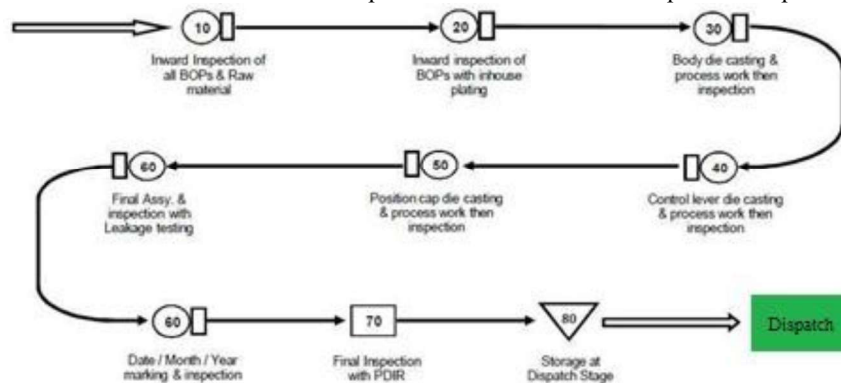 10
20
30
Inward Inspection of
all BOPs & Raw
material
Inward inspection of
BOPs with inhouse
plating
Body die casting &
process work then
inspection
60
50
40
Final Assy. &
inspection with
Leakage testing
Position cap die casting
& process work then
inspection
Control lever die casting
& process work then
inspection
60
70
80
Dispatch
Date / Month / Year
marking & inspection
Final Inspection
with PDIR
Storage at
Dispatch Stage